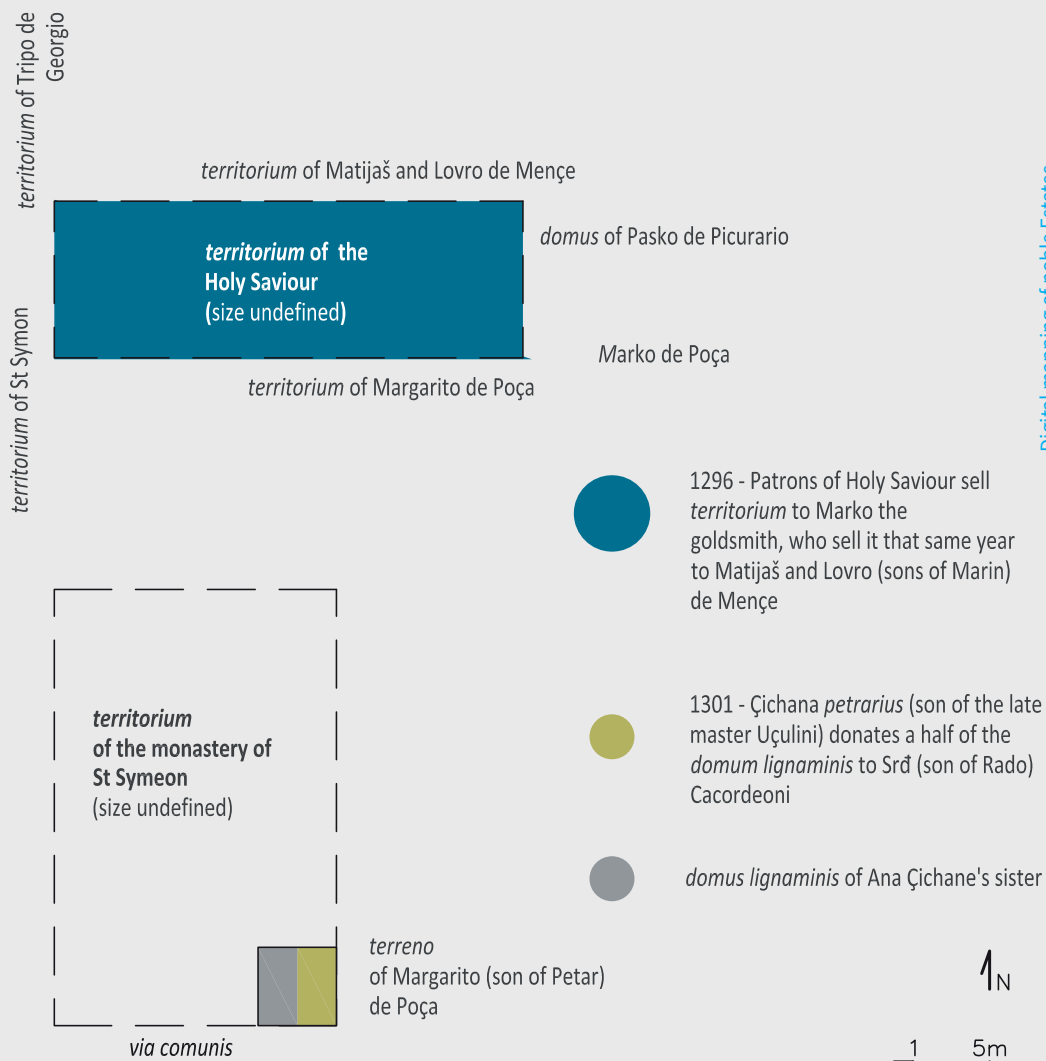 territorium of Tripo de
Georgio
territorium of Matijaš and Lovro de Mençe
territorium of the
Holy Saviour
(size undefined)
domus of Pasko de Picurario
Marko de Poça
territorium of St Symon
territorium of Margarito de Poça
1296 - Patrons of Holy Saviour sell
territorium to Marko the
goldsmith, who sell it that same year
to Matijaš and Lovro (sons of Marin)
de Mençe
territorium
of the monastery of
St Symeon
(size undefined)
1301 - Çichana petrarius (son of the late
master Uçulini) donates a half of the
domum lignaminis to Srđ (son of Rado)
Cacordeoni
domus lignaminis of Ana Çichane's sister
terreno
of Margarito (son of Petar)
de Poça
via comunis
N
1 5m